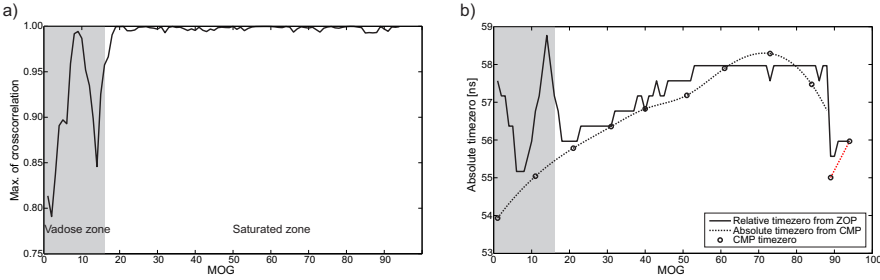 a)
1.00
0.95
0.90
0.85
0.80
0.75
Max. of crosscorrelation
Vadose zone
Saturated zone
0 10 20 30 40 50 60 70 80 90
MOG
b)
59
58
57
56
55
54
53
Absolute timezero [ns]
0 10 20 30 40 50 60 70 80 90 100
MOG
Relative timezero from ZOP
Absolute timezero from CMP
CMP timezero